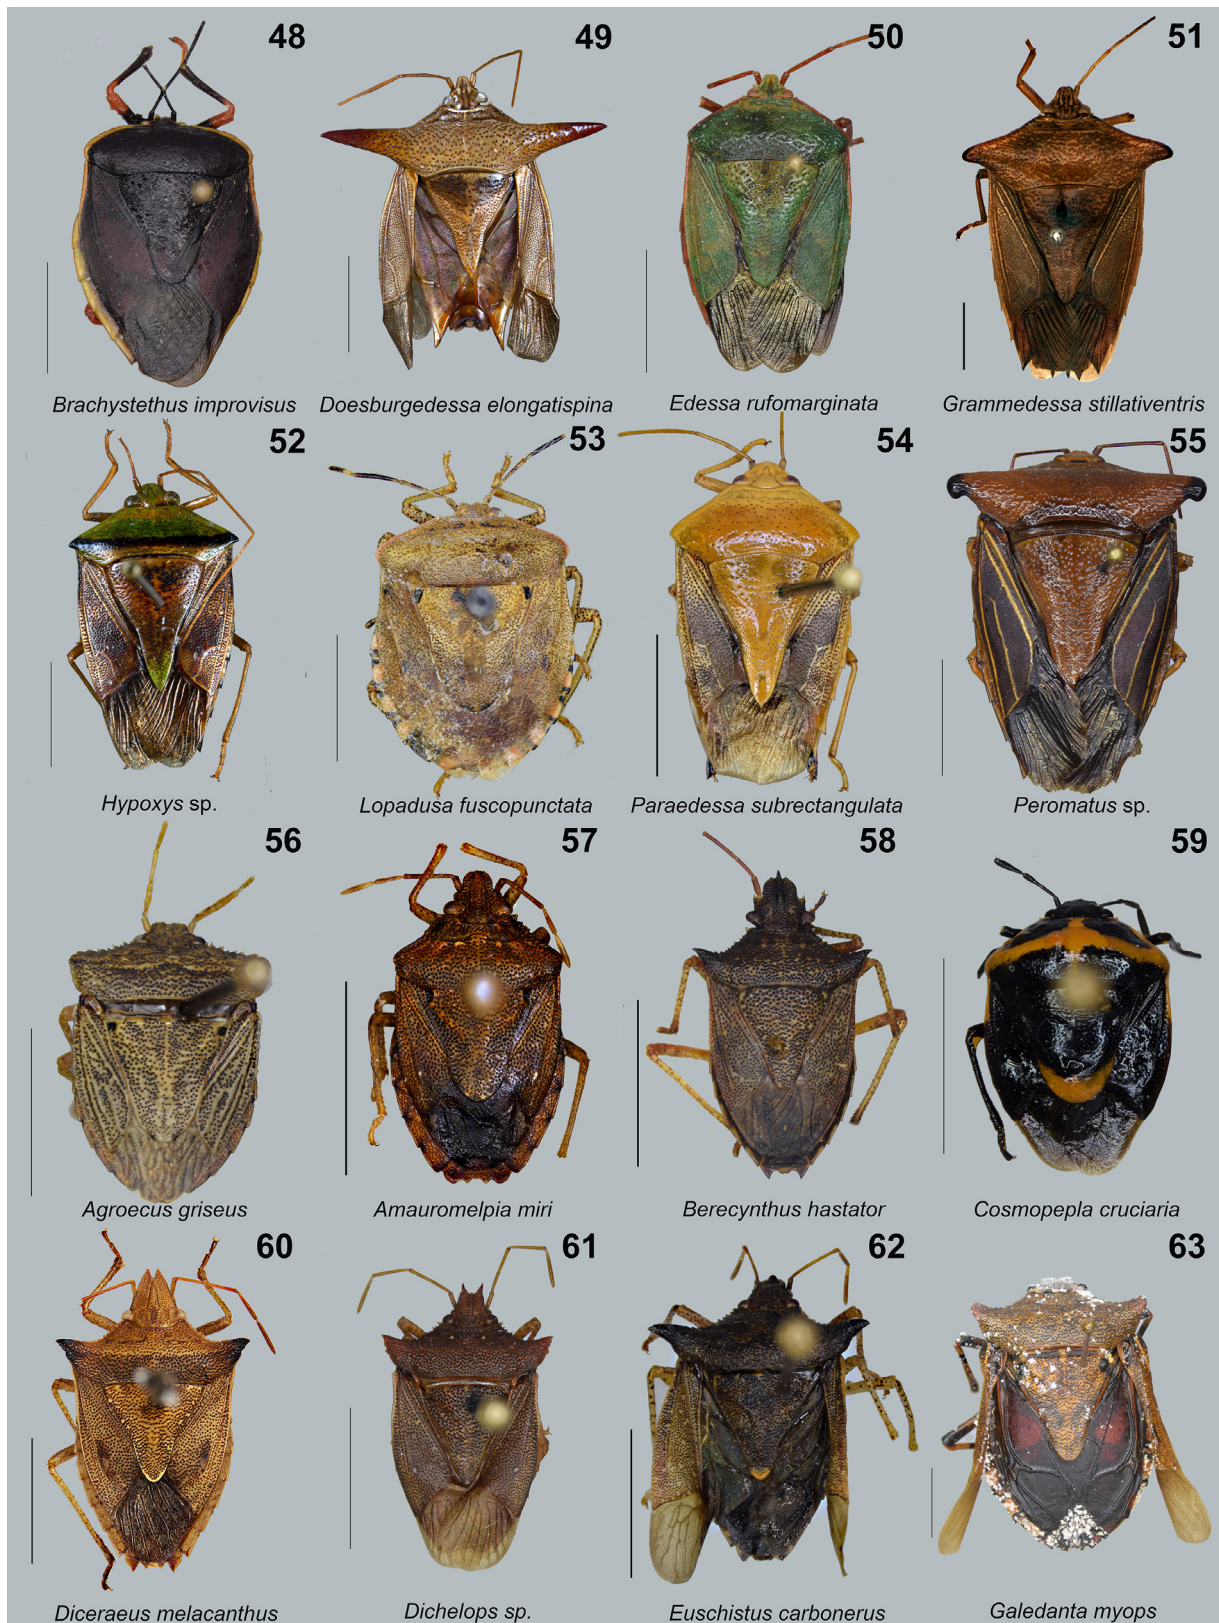 48
49
50
51
Brachystethus improvisus
Doesburgedessa elongatispina
Edessa rufomarginata
Grammedessa stillativentris
52
53
54
55
Hypoxys sp.
Lopadusa fuscopunctata
Paraedessa subrectangulata
Peromatus sp.
56
57
58
59
Agroecus griseus
Amauromelpia miri
Berecynthus hastator
Cosmopepla cruciaria
60
61
62
63
Diceraeus melacanthus
Dichelops sp.
Euschistus carbonerus
Galedanta myops